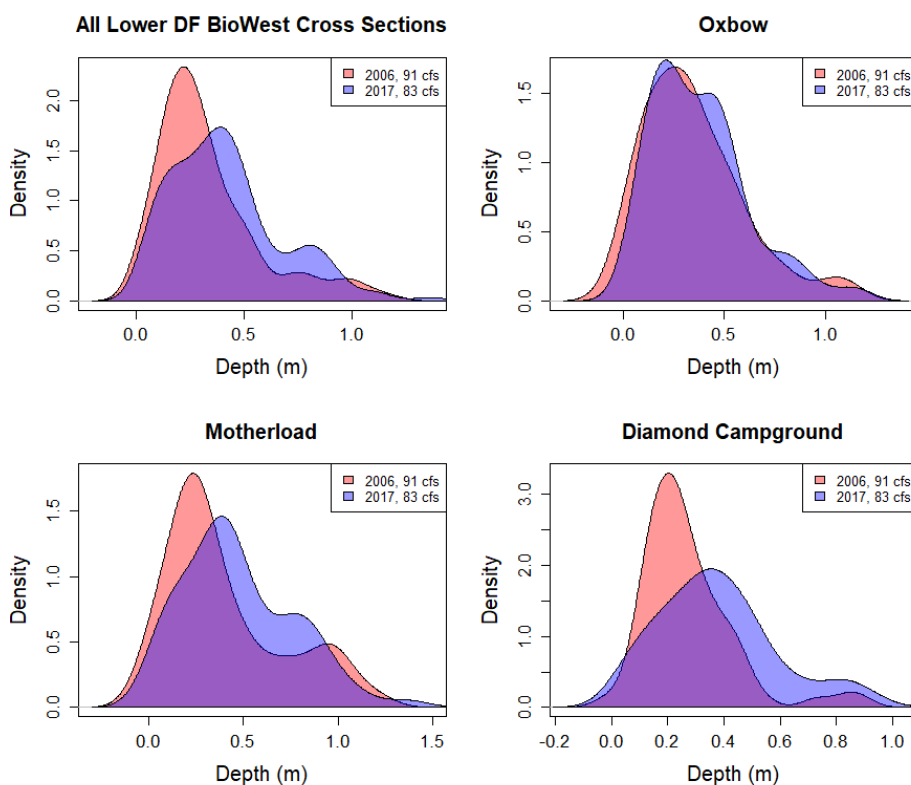 All Lower DF BioWest Cross Sections
2006, 91 cfs
2017, 83 cfs
Density
0.0 0.5 1.0 1.5 2.0
0.0 0.5 1.0
Depth (m)
Oxbow
2006, 91 cfs
2017, 83 cfs
Density
0.0 0.5 1.0 1.5
0.0 0.5 1.0
Depth (m)
Motherload
2006, 91 cfs
2017, 83 cfs
Density
0.0 0.5 1.0 1.5
0.0 0.5 1.0 1.5
Depth (m)
Diamond Campground
2006, 91 cfs
2017, 83 cfs
Density
0.0 1.0 2.0 3.0
-0.2 0.0 0.2 0.4 0.6 0.8 1.0
Depth (m)